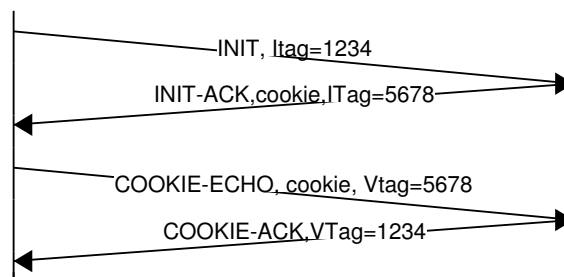 INIT, Itag=1234
INIT-ACK,cookie,ITag=5678
COOKIE-ECHO, cookie, Vtag=5678
COOKIE-ACK,VTag=1234